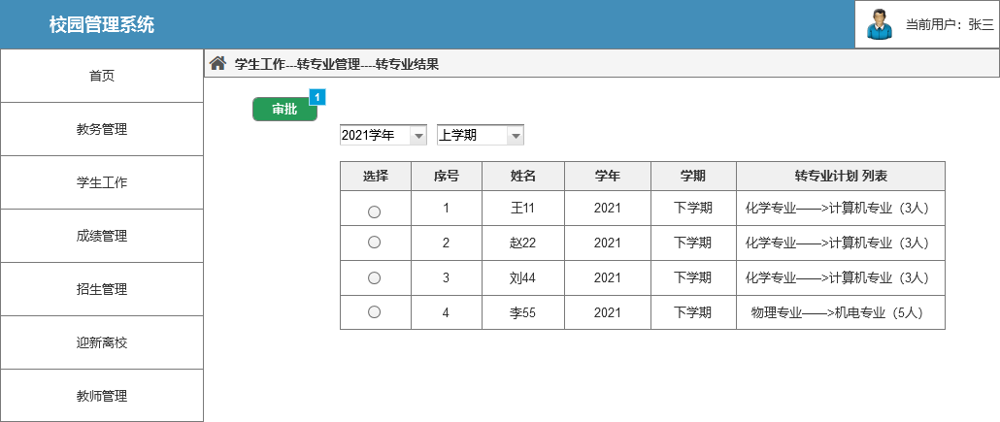 校园管理系统
当前用户：张三
首页
教务管理
学生工作
成绩管理
招生管理
迎新离校
教师管理
学生工作---转专业管理----转专业结果
审批 1
2021学年 上学期
选择 序号 姓名 学年 学期 转专业计划 列表
1 王11 2021 下学期 化学专业——>计算机专业（3人）
2 赵22 2021 下学期 化学专业——>计算机专业（3人）
3 刘44 2021 下学期 化学专业——>计算机专业（3人）
4 李55 2021 下学期 物理专业——>机电专业（5人）